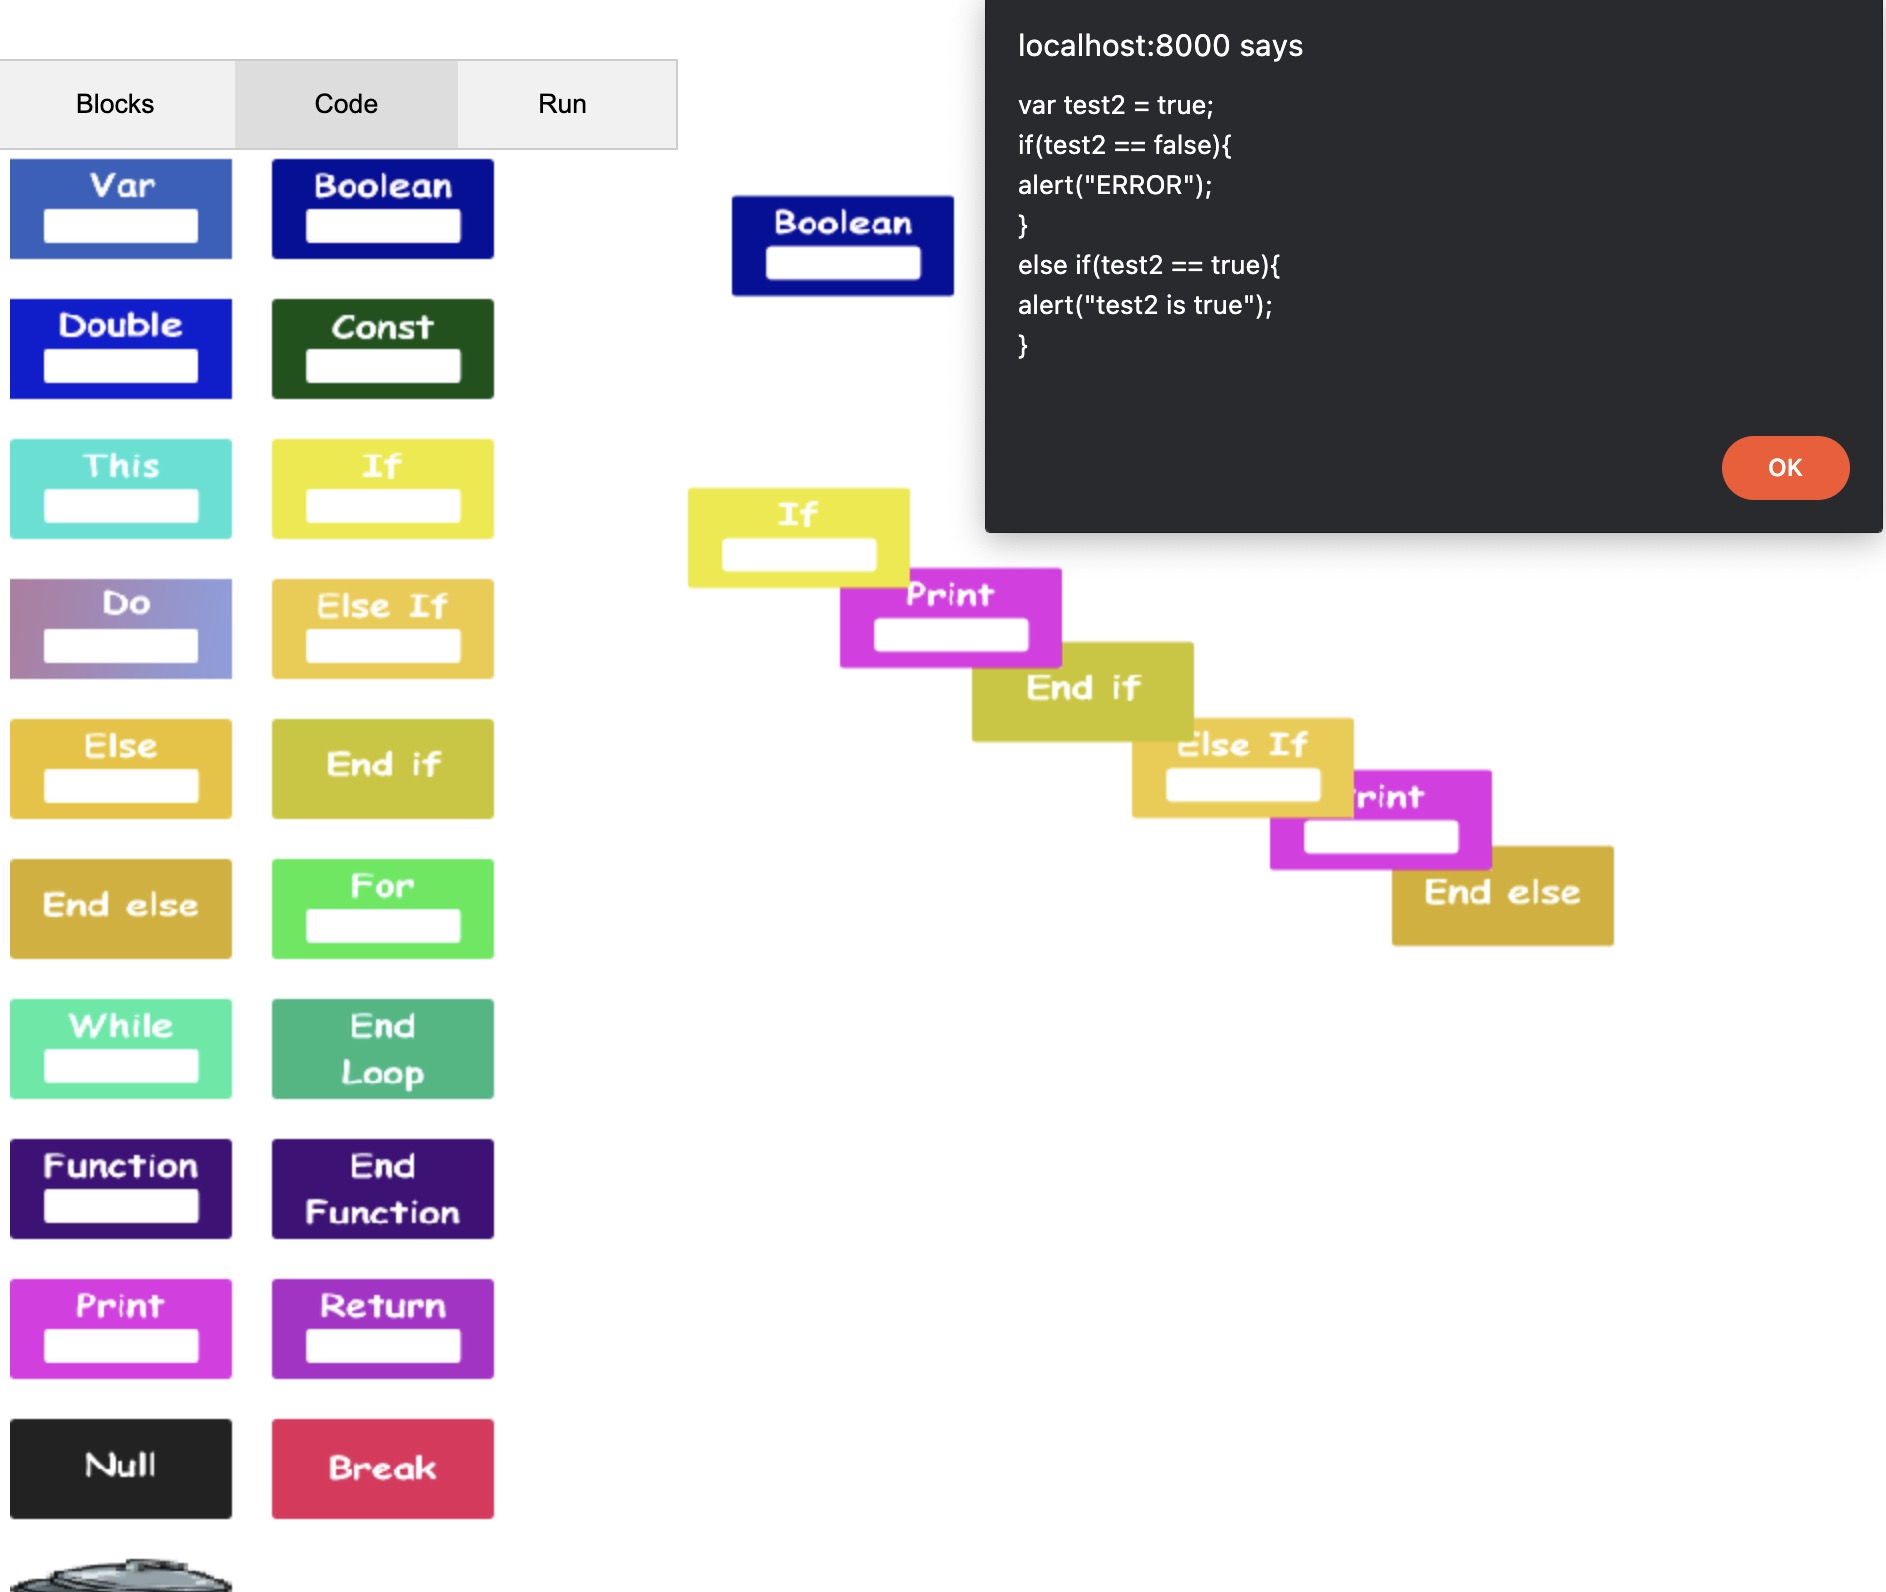 localhost:8000 says
var test2 = true;
if(test2 == false){
alert("ERROR");
}
else if(test2 == true){
alert("test2 is true");
}
OK
Blocks Code Run
Var Boolean
Double Const
This If
Do Else If
Else End if
End else For
While End
Loop
Function End
Function
Print Return
Null Break
Boolean
If
Print
End if
Else If
rint
End else